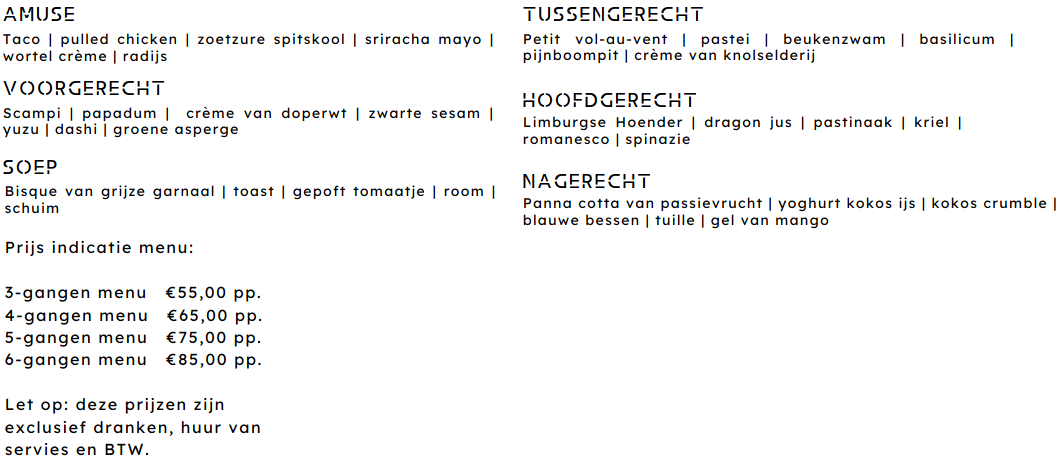 AMUSE
Taco | pulled chicken | zoetzure spitskool | sriracha mayo |
wortel crème | radijs
VOORGERECHT
Scampi | papadum | crème van doperwt | zwarte sesam |
yuzu | dashi | groene asperge
SOEP
Bisque van grijze garnaal | toast | gepoft tomaatje | room |
schuim
Prijs indicatie menu:
3-gangen menu €55,00 pp.
4-gangen menu €65,00 pp.
5-gangen menu €75,00 pp.
6-gangen menu €85,00 pp.
Let op: deze prijzen zijn
exclusief dranken, huur van
servies en BTW.
TUSSENGERECHT
Petit vol-au-vent | pastei | beukenzwam | basilicum |
pijnboompit | crème van knolselderij
HOOFDGERECHT
Limburgse Hoender | dragon jus | pastinaak | kriel |
romanesco | spinazie
NAGERECHT
Panna cotta van passievrucht | yoghurt kokos ijs | kokos crumble |
blauwe bessen | tuille | gel van mango